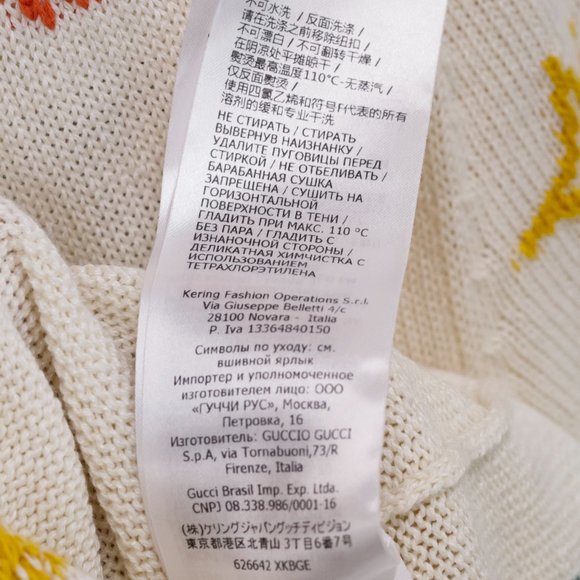 不可水洗 / 反面洗涤 /
请在洗涤之前移除纽扣 /
不可漂白 / 不可翻转干燥 /
在阴凉处平摊晾干 /
熨烫最高温度110°C-无蒸汽 /
仅反面熨烫 /
使用四氯乙烯和符号F代表的所有
溶剂的缓和专业干洗
НЕ СТИРАТЬ / СТИРАТЬ
ВЫВЕРНУВ НАИЗНАНКУ /
УДАЛИТЕ ПУГОВИЦЫ ПЕРЕД
СТИРКОЙ / НЕ ОТБЕЛИВАТЬ /
БАРАБАННАЯ СУШКА
ЗАПРЕЩЕНА / СУШИТЬ НА
ГОРИЗОНТАЛЬНОЙ
ПОВЕРХНОСТИ В ТЕНИ /
ГЛАДИТЬ ПРИ МАКС. 110 °C
БЕЗ ПАРА / ГЛАДИТЬ С
ИЗНАНОЧНОЙ СТОРОНЫ /
ДЕЛИКАТНАЯ ХИМЧИСТКА С
ИСПОЛЬЗОВАНИЕМ
ТЕТРАХЛОРЭТИЛЕНА
Kering Fashion Operations S.r.l.
Via Giuseppe Belletti 4/c
28100 Novara - Italy
P. Iva 13364840150
Символы по уходу: см.
вшивной ярлык
Импортер и уполномоченное
изготовителем лицо: ООО
«ГУЧЧИ РУС», Москва,
Петровка, 16
Изготовитель: GUCCIO GUCCI
S.p.A, via Tornabuoni,73/R
Firenze, Italia
Gucci Brasil Imp. Exp. Ltda.
CNPJ 08.338.986/0001-16
(株)ケリングジャパングッチディビジョン
東京都港区北青山3丁目6番1号
626642 XKBGE